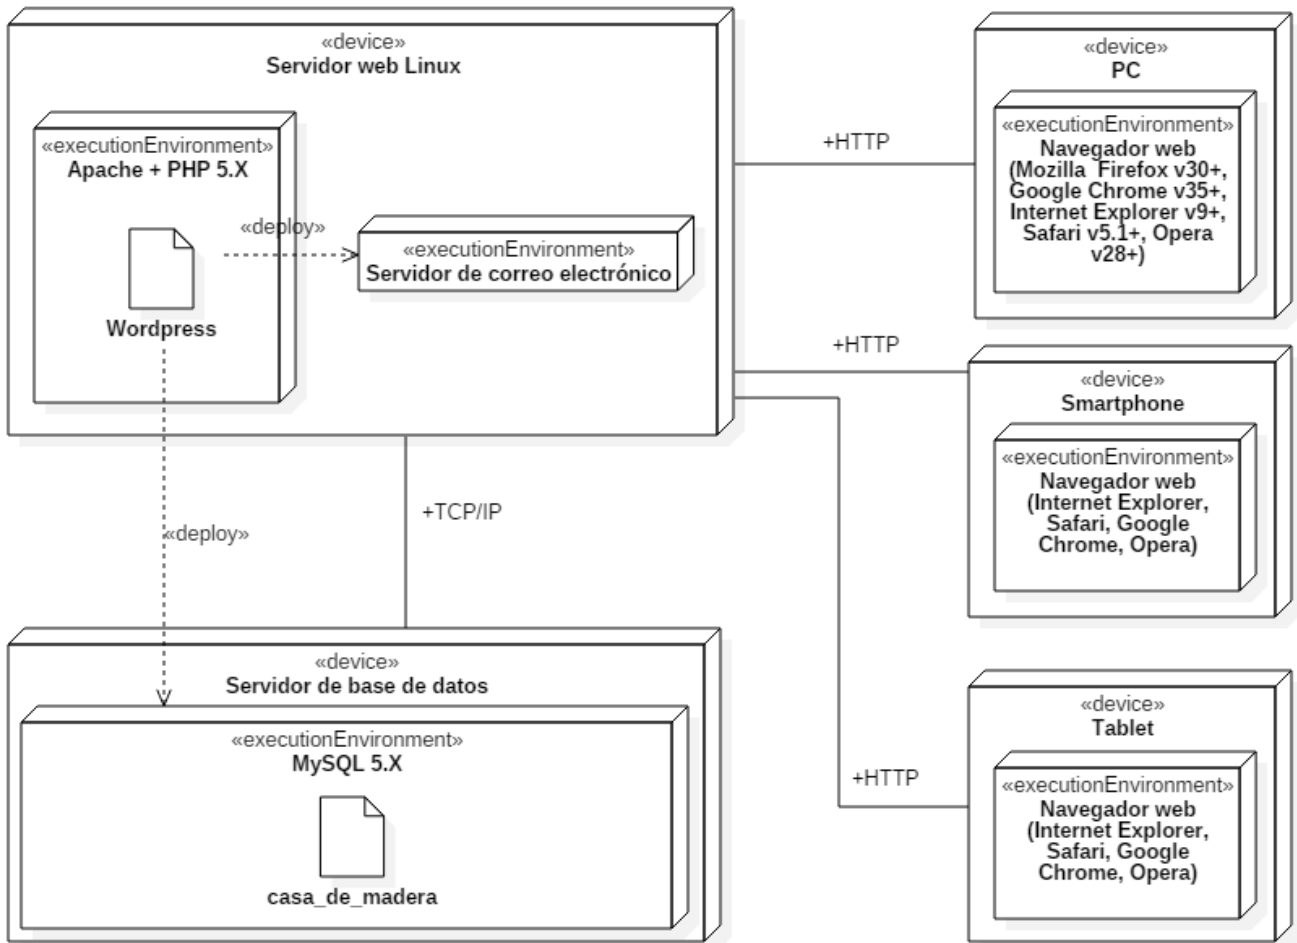 «device»
Servidor web Linux
«executionEnvironment»
Apache + PHP 5.X
«deploy»
Wordpress
«executionEnvironment»
Servidor de correo electrónico
+HTTP
«device»
PC
«executionEnvironment»
Navegador web
(Mozilla Firefox v30+,
Google Chrome v35+,
Internet Explorer v9+,
Safari v5.1+, Opera
v28+)
+HTTP
«device»
Smartphone
«executionEnvironment»
Navegador web
(Internet Explorer,
Safari, Google
Chrome, Opera)
+TCP/IP
«deploy»
«device»
Servidor de base de datos
«executionEnvironment»
MySQL 5.X
casa_de_madera
+HTTP
«device»
Tablet
«executionEnvironment»
Navegador web
(Internet Explorer,
Safari, Google
Chrome, Opera)